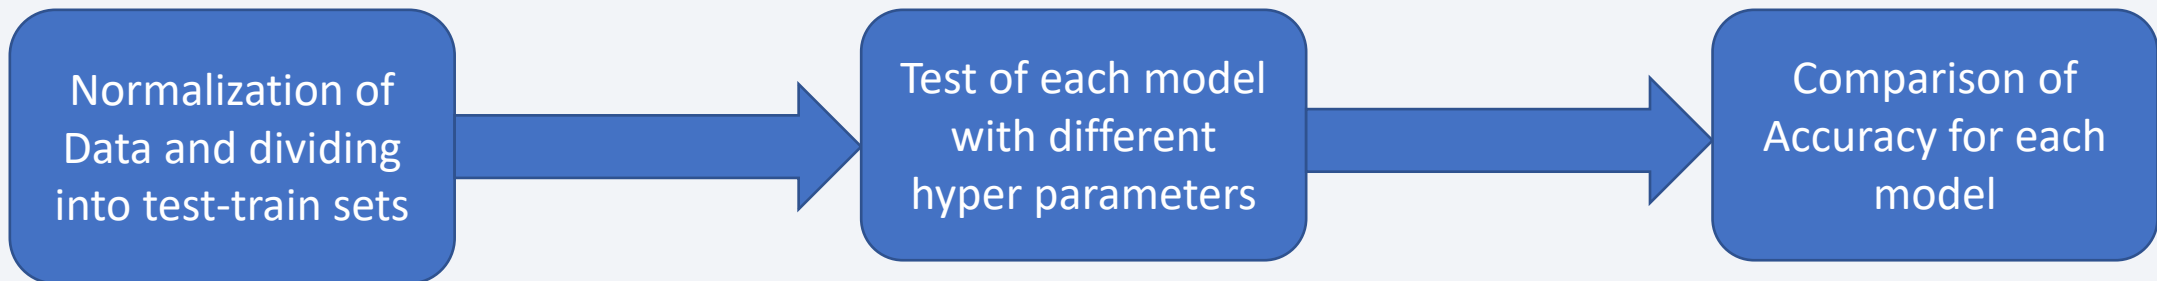 Normalization of
Data and dividing
into test-train sets
Test of each model
with different
hyper parameters
Comparison of
Accuracy for each
model